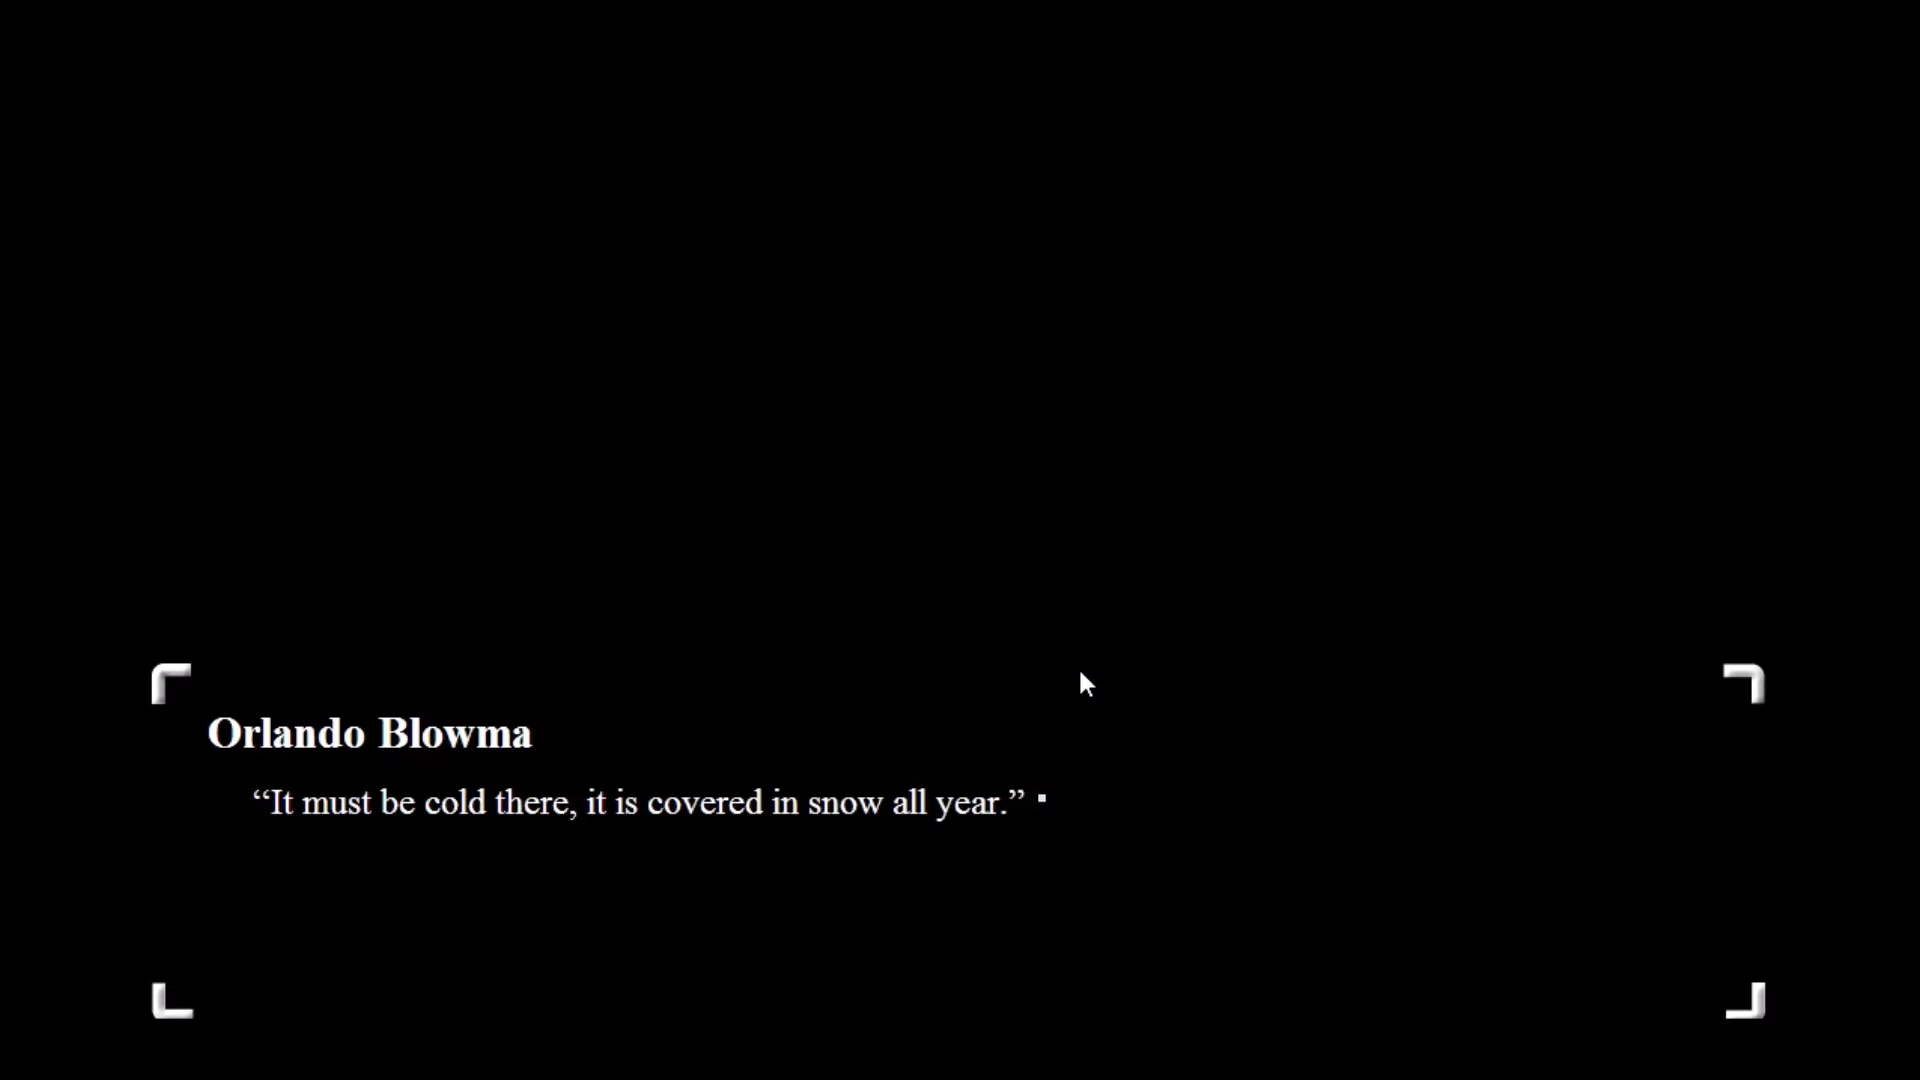 Orlando Blowma
“It must be cold there, it is covered in snow all year.”